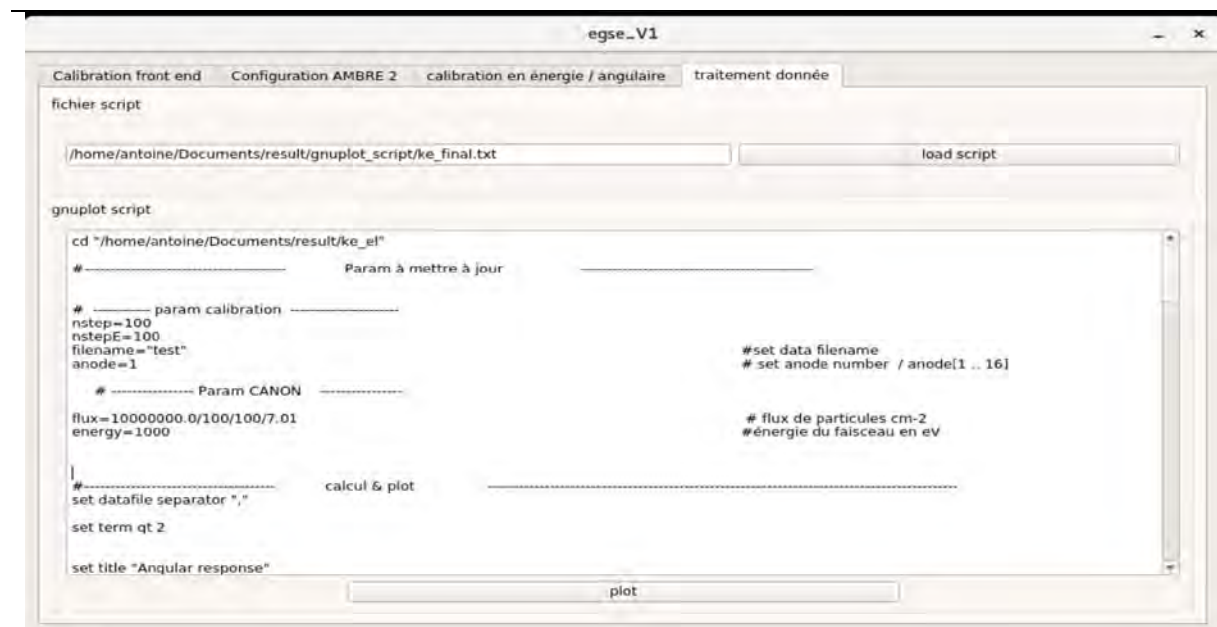 egse_V1
Calibration front end Configuration AMBRE 2 calibration en énergie / angulaire traitement donnée
fichier script
/home/antoine/Documents/result/gnuplot_script/ke_final.txt load script
gnuplot script
cd "/home/antoine/Documents/result/ke_el"
#------------------------------------ Param à mettre à jour ------------------------------------------
# ---------- param calibration --------------------
nstep=100
nstepE=100
filename="test" #set data filename
anode=1 # set anode number / anode[1 .. 16]
# --------------- Param CANON ---------------
flux=10000000.0/100/100/7.01 # flux de particules cm-2
energy=1000 #énergie du faisceau en eV
#----------------------------------- calcul & plot --------------------------------------------------------------------------------------
set datafile separator ","
set term qt 2
set title "Angular response"
plot